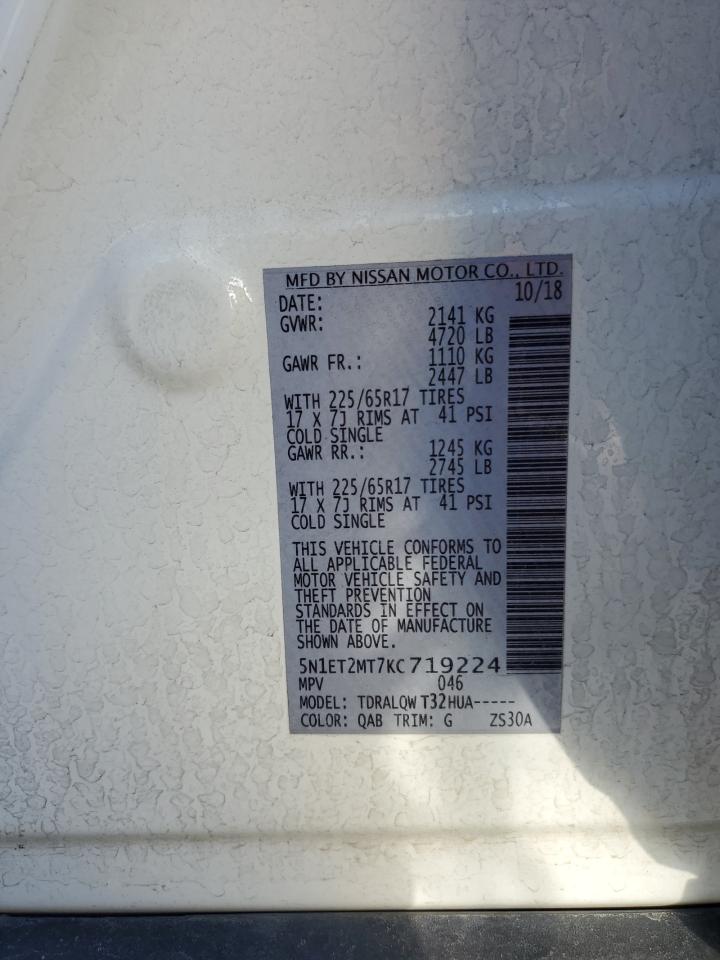 MFD BY NISSAN MOTOR CO., LTD.
DATE: 10/18
GVWR: 2141 KG
4720 LB
GAWR FR.: 1110 KG
2447 LB
WITH 225/65R17 TIRES
17 X 7J RIMS AT 41 PSI
COLD SINGLE
GAWR RR.: 1245 KG
2745 LB
WITH 225/65R17 TIRES
17 X 7J RIMS AT 41 PSI
COLD SINGLE
THIS VEHICLE CONFORMS TO
ALL APPLICABLE FEDERAL
MOTOR VEHICLE SAFETY AND
THEFT PREVENTION
STANDARDS IN EFFECT ON
THE DATE OF MANUFACTURE
SHOWN ABOVE.
5N1ET2MT7KC719224
MPV 046
MODEL: TDRALQW T32HUA-----
COLOR: QAB TRIM: G ZS30A